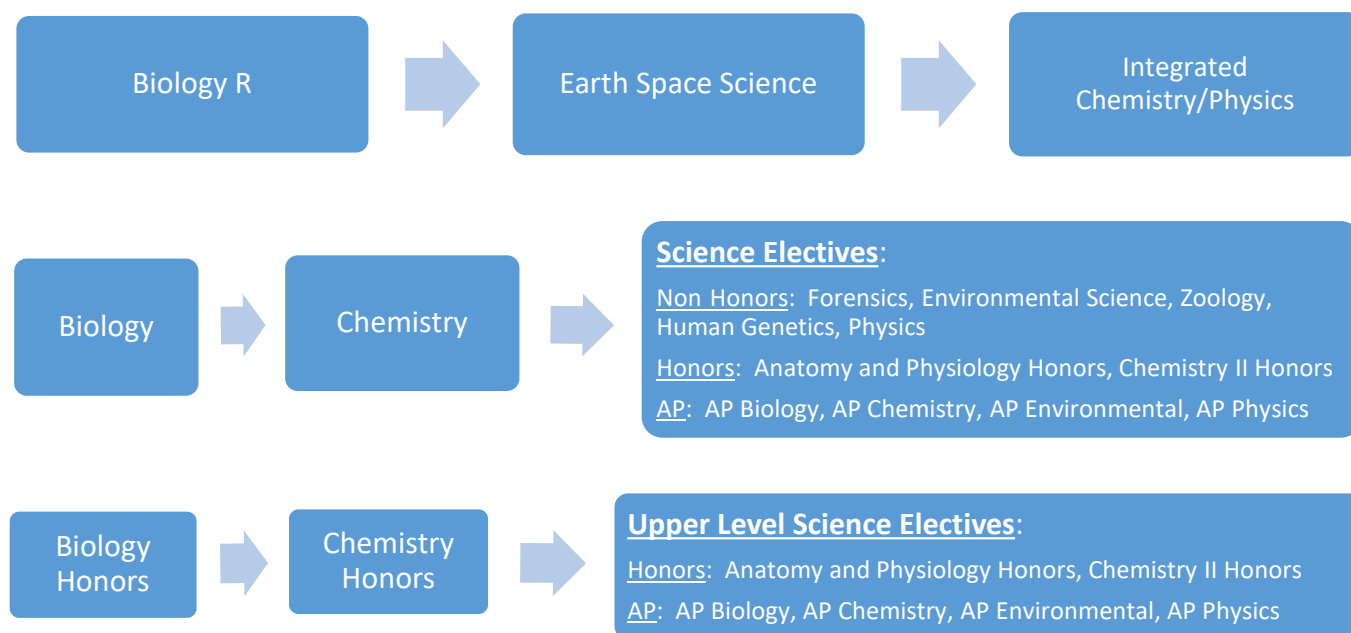 Biology R
Earth Space Science
Integrated
Chemistry/Physics
Biology
Chemistry
Science Electives:
Non Honors: Forensics, Environmental Science, Zoology,
Human Genetics, Physics
Honors: Anatomy and Physiology Honors, Chemistry II Honors
AP: AP Biology, AP Chemistry, AP Environmental, AP Physics
Biology
Honors
Chemistry
Honors
Upper Level Science Electives:
Honors: Anatomy and Physiology Honors, Chemistry II Honors
AP: AP Biology, AP Chemistry, AP Environmental, AP Physics